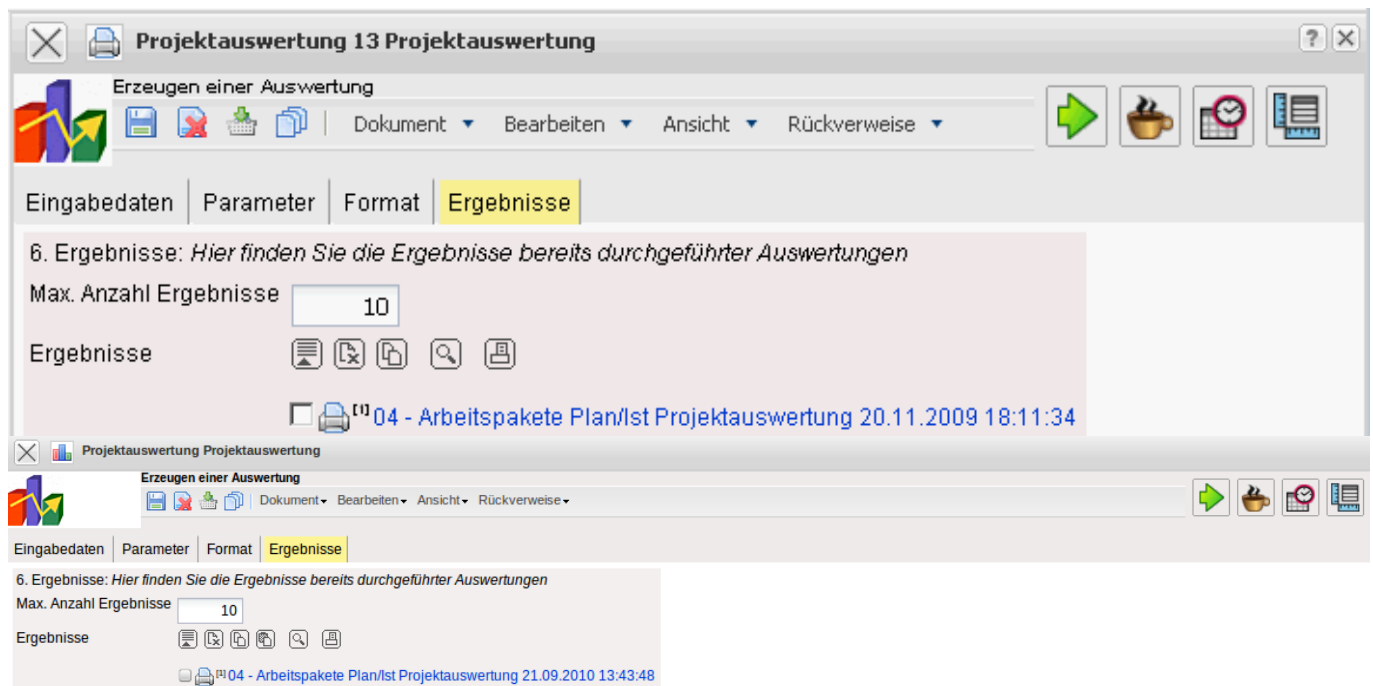 Projektauswertung 13 Projektauswertung
Erzeugen einer Auswertung
Dokument Bearbeiten Ansicht Rückverweise
Eingabedaten Parameter Format Ergebnisse
6. Ergebnisse: Hier finden Sie die Ergebnisse bereits durchgeführter Auswertungen
Max. Anzahl Ergebnisse 10
Ergebnisse
[1] 04 - Arbeitspakete Plan/Ist Projektauswertung 20.11.2009 18:11:34
Projektauswertung Projektauswertung
Erzeugen einer Auswertung
Dokument Bearbeiten Ansicht Rückverweise
Eingabedaten Parameter Format Ergebnisse
6. Ergebnisse: Hier finden Sie die Ergebnisse bereits durchgeführter Auswertungen
Max. Anzahl Ergebnisse 10
Ergebnisse
[1] 04 - Arbeitspakete Plan/Ist Projektauswertung 21.09.2010 13:43:48